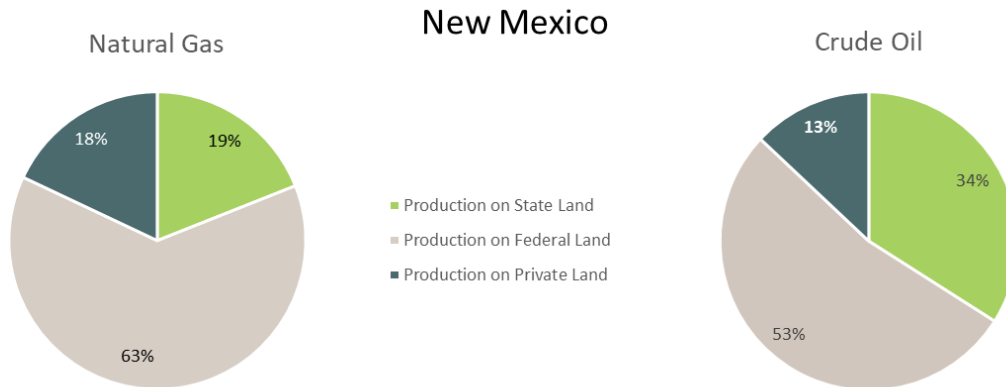 New Mexico
Natural Gas
Crude Oil
18%
19%
63%
Production on State Land
Production on Federal Land
Production on Private Land
13%
34%
53%